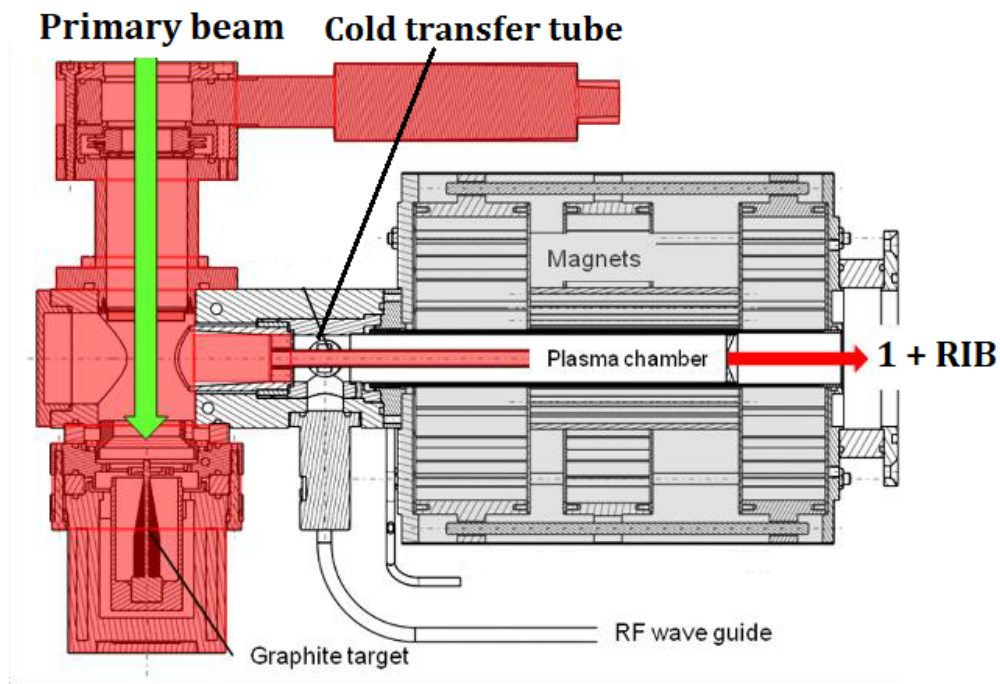 Primary beam
Cold transfer tube
Magnets
Plasma chamber
1 + RIB
RF wave guide
Graphite target